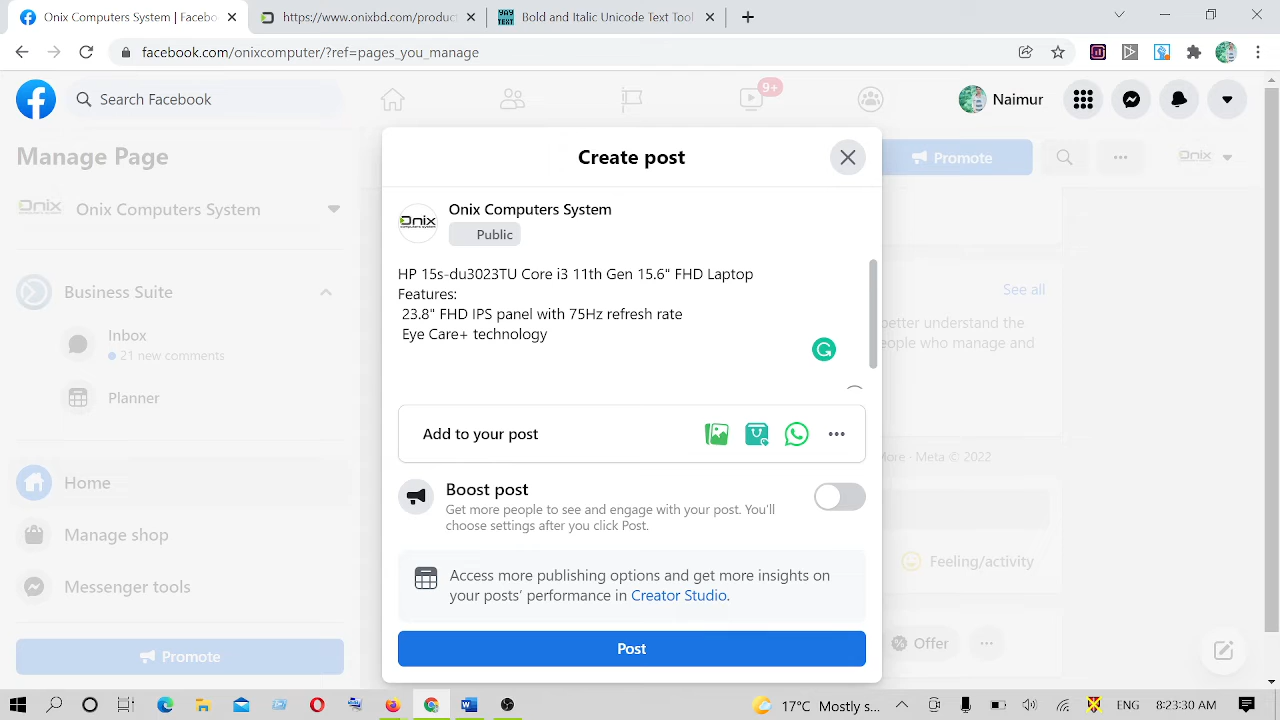 Onix Computers System | Facebo
https://www.onixbd.com/compute
Bold and Italic Unicode Text Tool
facebook.com/onixcomputer/?ref=pages_you_manage
Search Facebook
9+
Naimur
Manage Page
Onix Computers System
Business Suite
Inbox
21 new comments
Planner
Home
Manage shop
Messenger tools
Promote
Create post
Onix
Onix Computers System
Public
HP 15s-du3023TU Core i3 11th Gen 15.6" FHD Laptop
Features:
23.8" FHD IPS panel with 75Hz refresh rate
Eye Care+ technology
Add to your post
Boost post
Get more people to see and engage with your post. You'll
choose settings after you click Post.
Access more publishing options and get more insights on
your posts' performance in Creator Studio.
Post
Promote
Onix
See all
better understand the
eople who manage and
More · Meta © 2022
Feeling/activity
Offer
17°C Mostly s...
ENG
8:23:30 AM